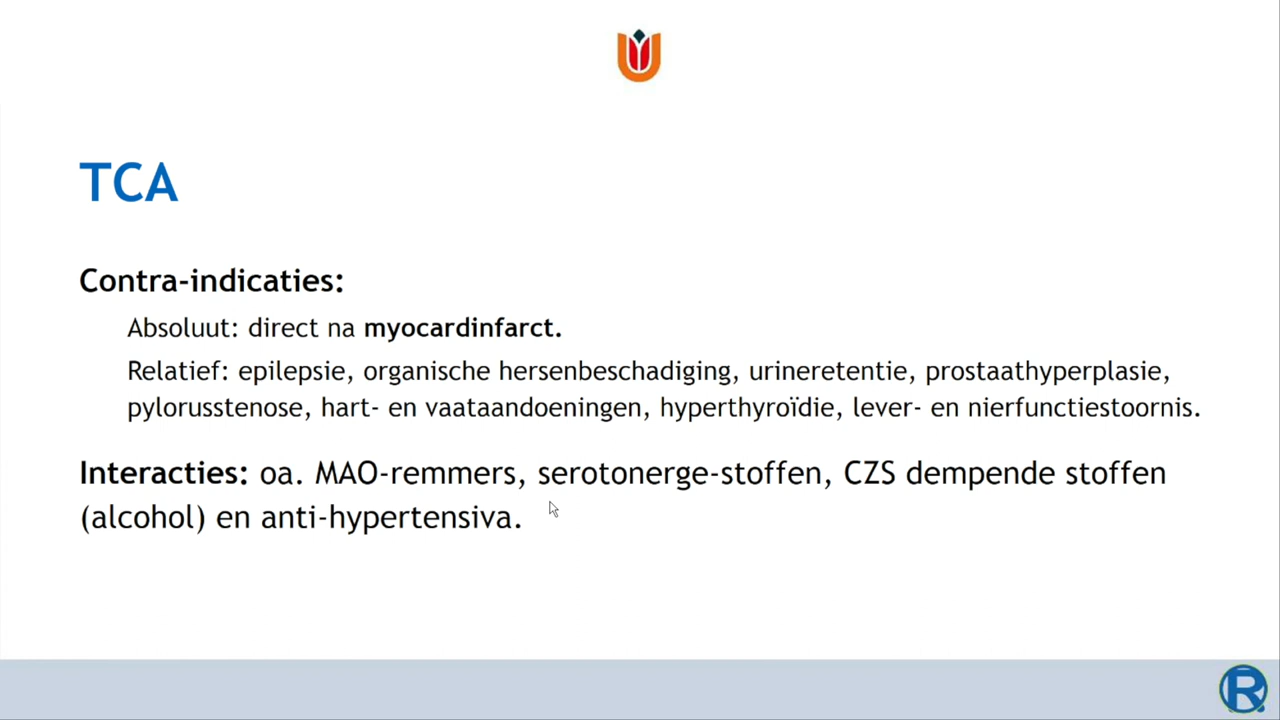 TCA
Contra-indicaties:
Absoluut: direct na myocardinfarct.
Relatief: epilepsie, organische hersenbeschadiging, urineretentie, prostaathyperplasie,
pylorusstenose, hart- en vaataandoeningen, hyperthyroïdie, lever- en nierfunctiestoornis.
Interacties: oa. MAO-remmers, serotonerge-stoffen, CZS dempende stoffen
(alcohol) en anti-hypertensiva.
R